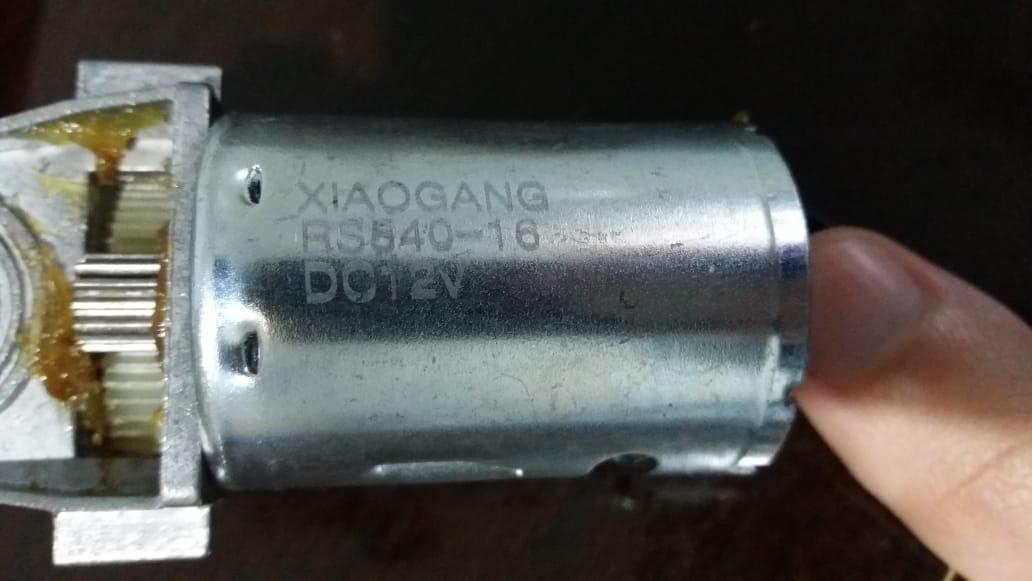 XIAOGANG
RS540-16
DC12V